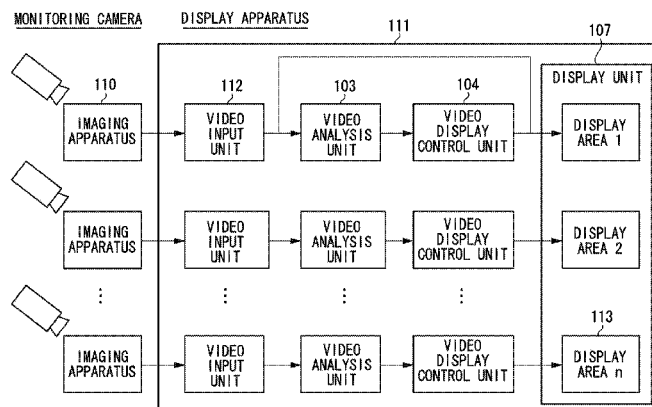 MONITORING CAMERA
DISPLAY APPARATUS
111
107
110
112
103
104
DISPLAY UNIT
IMAGING
APPARATUS
VIDEO
INPUT
UNIT
VIDEO
ANALYSIS
UNIT
VIDEO
DISPLAY
CONTROL UNIT
DISPLAY
AREA 1
IMAGING
APPARATUS
VIDEO
INPUT
UNIT
VIDEO
ANALYSIS
UNIT
VIDEO
DISPLAY
CONTROL UNIT
DISPLAY
AREA 2
113
IMAGING
APPARATUS
VIDEO
INPUT
UNIT
VIDEO
ANALYSIS
UNIT
VIDEO
DISPLAY
CONTROL UNIT
DISPLAY
AREA n